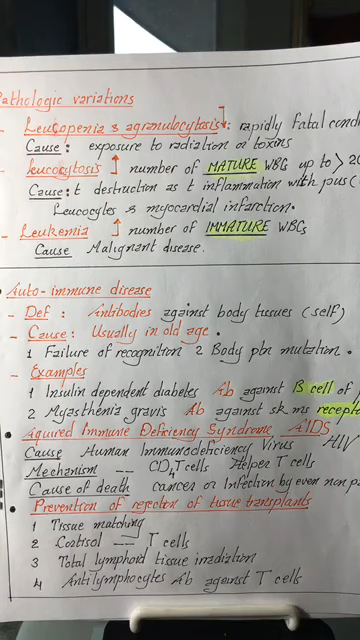 Pathologic variations
- Leucopenia & agranulocytosis ↓: rapidly fatal cond
Cause: exposure to radiation or toxins
- leucocytosis ↑ number of MATURE WBCs up to > 20
Cause: t destruction as t inflammation with pus (
Leucocytes & myocardial infarction.
- Leukemia ↑ number of IMMATURE WBCs
Cause Malignant disease.
• Auto-immune disease
- Def: Antibodies against body tissues (self)
- Cause: Usually in old age.
1 Failure of recognition 2 Body ptn mutation.
- Examples
1 Insulin dependent diabetes Ab against B cell of
2 Myasthenia gravis Ab against sk ms recepto
• Aquired Immune Deficiency Syndrome AIDS
Cause Human Immunodeficiency Virus HIV
Mechanism -- CD4 T cells Helper T cells
Cause of death cancer or Infection by even non p
• Prevention of rejection of tissue transplants
1 Tissue matching
2 Cortisol -- T cells
3 Total lymphoid tissue irradiation
4 Antilymphocytes Ab against T cells